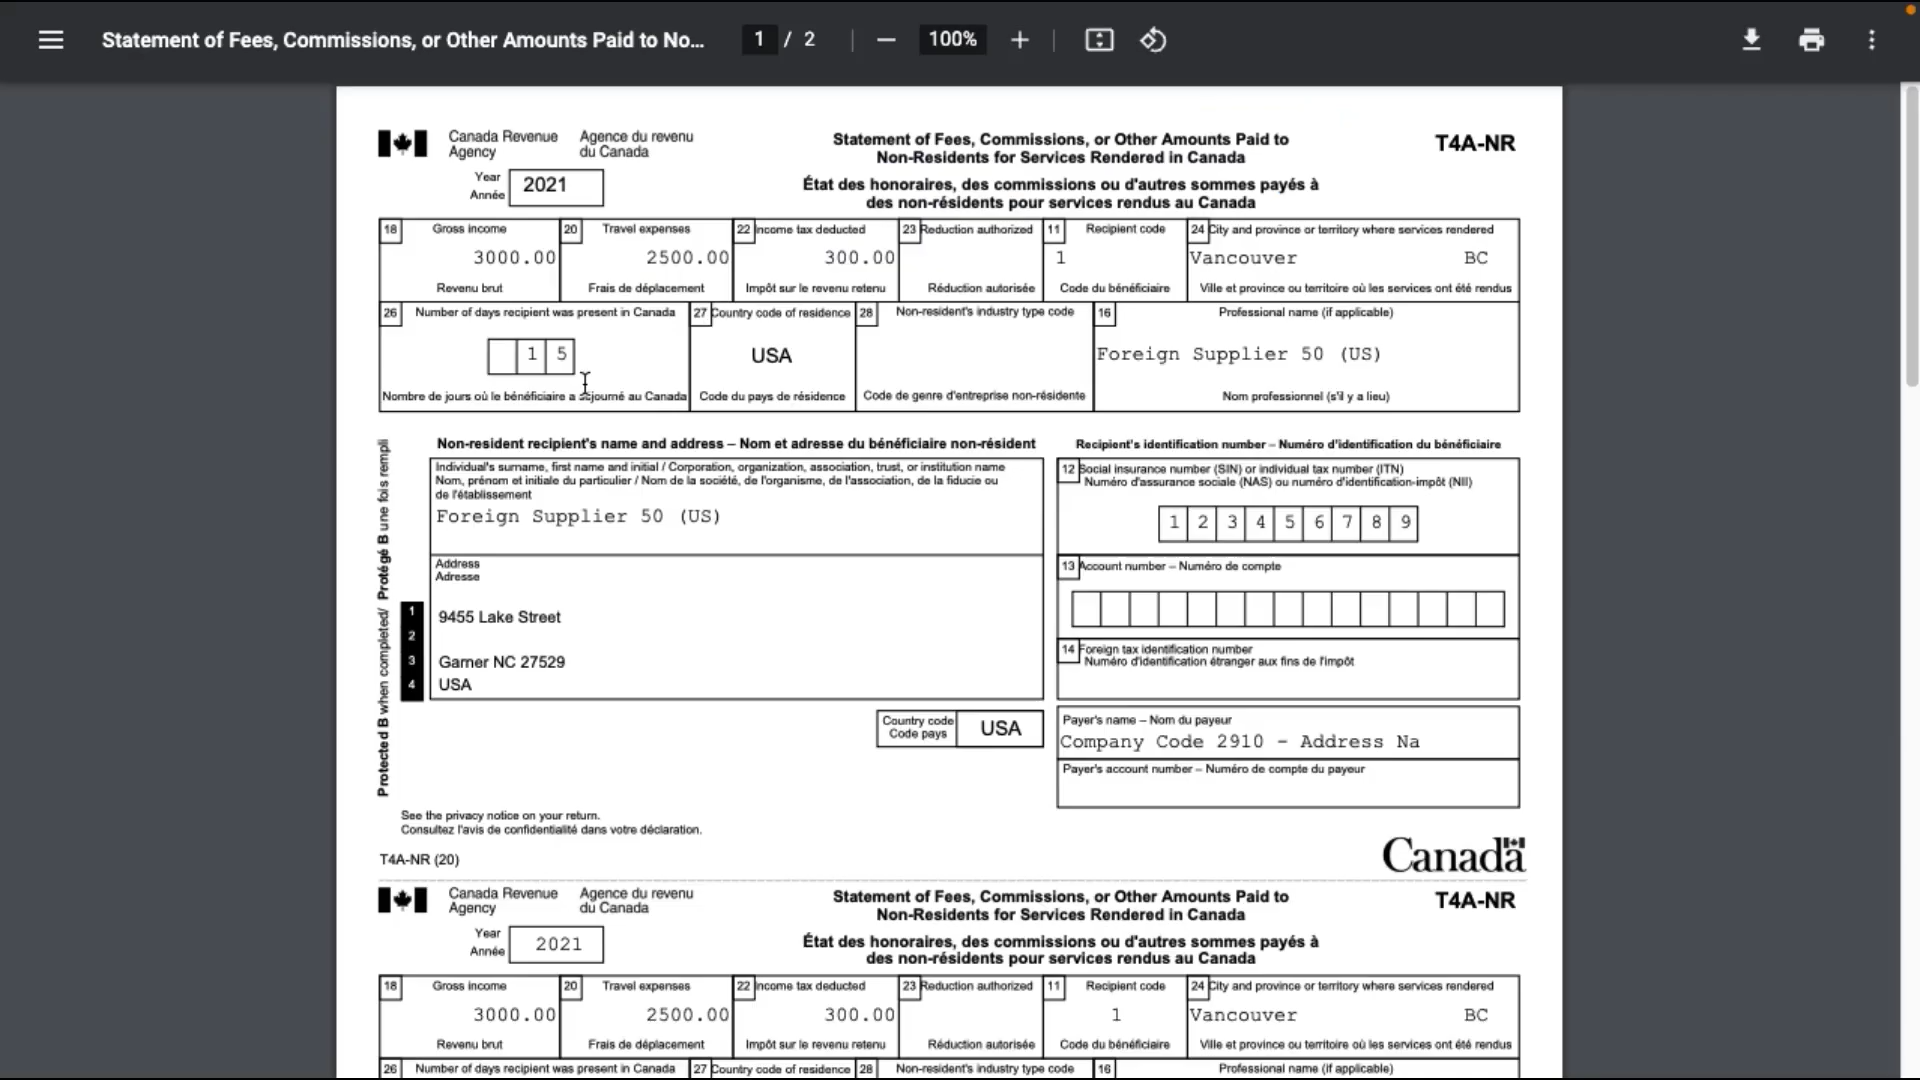 Statement of Fees, Commissions, or Other Amounts Paid to No... 1 / 2 100%
Canada Revenue Agency
Agence du revenu du Canada
Statement of Fees, Commissions, or Other Amounts Paid to
Non-Residents for Services Rendered in Canada
T4A-NR
Year
Année
2021
État des honoraires, des commissions ou d'autres sommes payés à
des non-résidents pour services rendus au Canada
18 Gross income 20 Travel expenses 22 Income tax deducted 23 Reduction authorized 11 Recipient code 24 City and province or territory where services rendered
3000.00 2500.00 300.00 1 Vancouver BC
Revenu brut Frais de déplacement Impôt sur le revenu retenu Réduction autorisée Code du bénéficiaire Ville et province ou territoire où les services ont été rendus
26 Number of days recipient was present in Canada 27 Country code of residence 28 Non-resident's industry type code 16 Professional name (if applicable)
1 5 USA Foreign Supplier 50 (US)
Nombre de jours où le bénéficiaire a séjourné au Canada Code du pays de résidence Code de genre d'entreprise non-résidente Nom professionnel (s'il y a lieu)
Protected B when completed/ Protégé B une fois rempli
Non-resident recipient's name and address – Nom et adresse du bénéficiaire non-résident
Individual's surname, first name and initial / Corporation, organization, association, trust, or institution name
Nom, prénom et initiale du particulier / Nom de la société, de l'organisme, de l'association, de la fiducie ou
de l'établissement
Foreign Supplier 50 (US)
Address
Adresse
1 9455 Lake Street
2
3 Garner NC 27529
4 USA
Country code
Code pays
USA
Recipient's identification number – Numéro d'identification du bénéficiaire
12 Social insurance number (SIN) or individual tax number (ITN)
Numéro d'assurance sociale (NAS) ou numéro d'identification-impôt (NII)
1 2 3 4 5 6 7 8 9
13 Account number – Numéro de compte
14 Foreign tax identification number
Numéro d'identification étranger aux fins de l'impôt
Payer's name – Nom du payeur
Company Code 2910 - Address Na
Payer's account number – Numéro de compte du payeur
See the privacy notice on your return.
Consultez l'avis de confidentialité dans votre déclaration.
T4A-NR (20)
Canada
Canada Revenue Agency
Agence du revenu du Canada
Statement of Fees, Commissions, or Other Amounts Paid to
Non-Residents for Services Rendered in Canada
T4A-NR
Year
Année
2021
État des honoraires, des commissions ou d'autres sommes payés à
des non-résidents pour services rendus au Canada
18 Gross income 20 Travel expenses 22 Income tax deducted 23 Reduction authorized 11 Recipient code 24 City and province or territory where services rendered
3000.00 2500.00 300.00 1 Vancouver BC
Revenu brut Frais de déplacement Impôt sur le revenu retenu Réduction autorisée Code du bénéficiaire Ville et province ou territoire où les services ont été rendus
26 Number of days recipient was present in Canada 27 Country code of residence 28 Non-resident's industry type code 16 Professional name (if applicable)